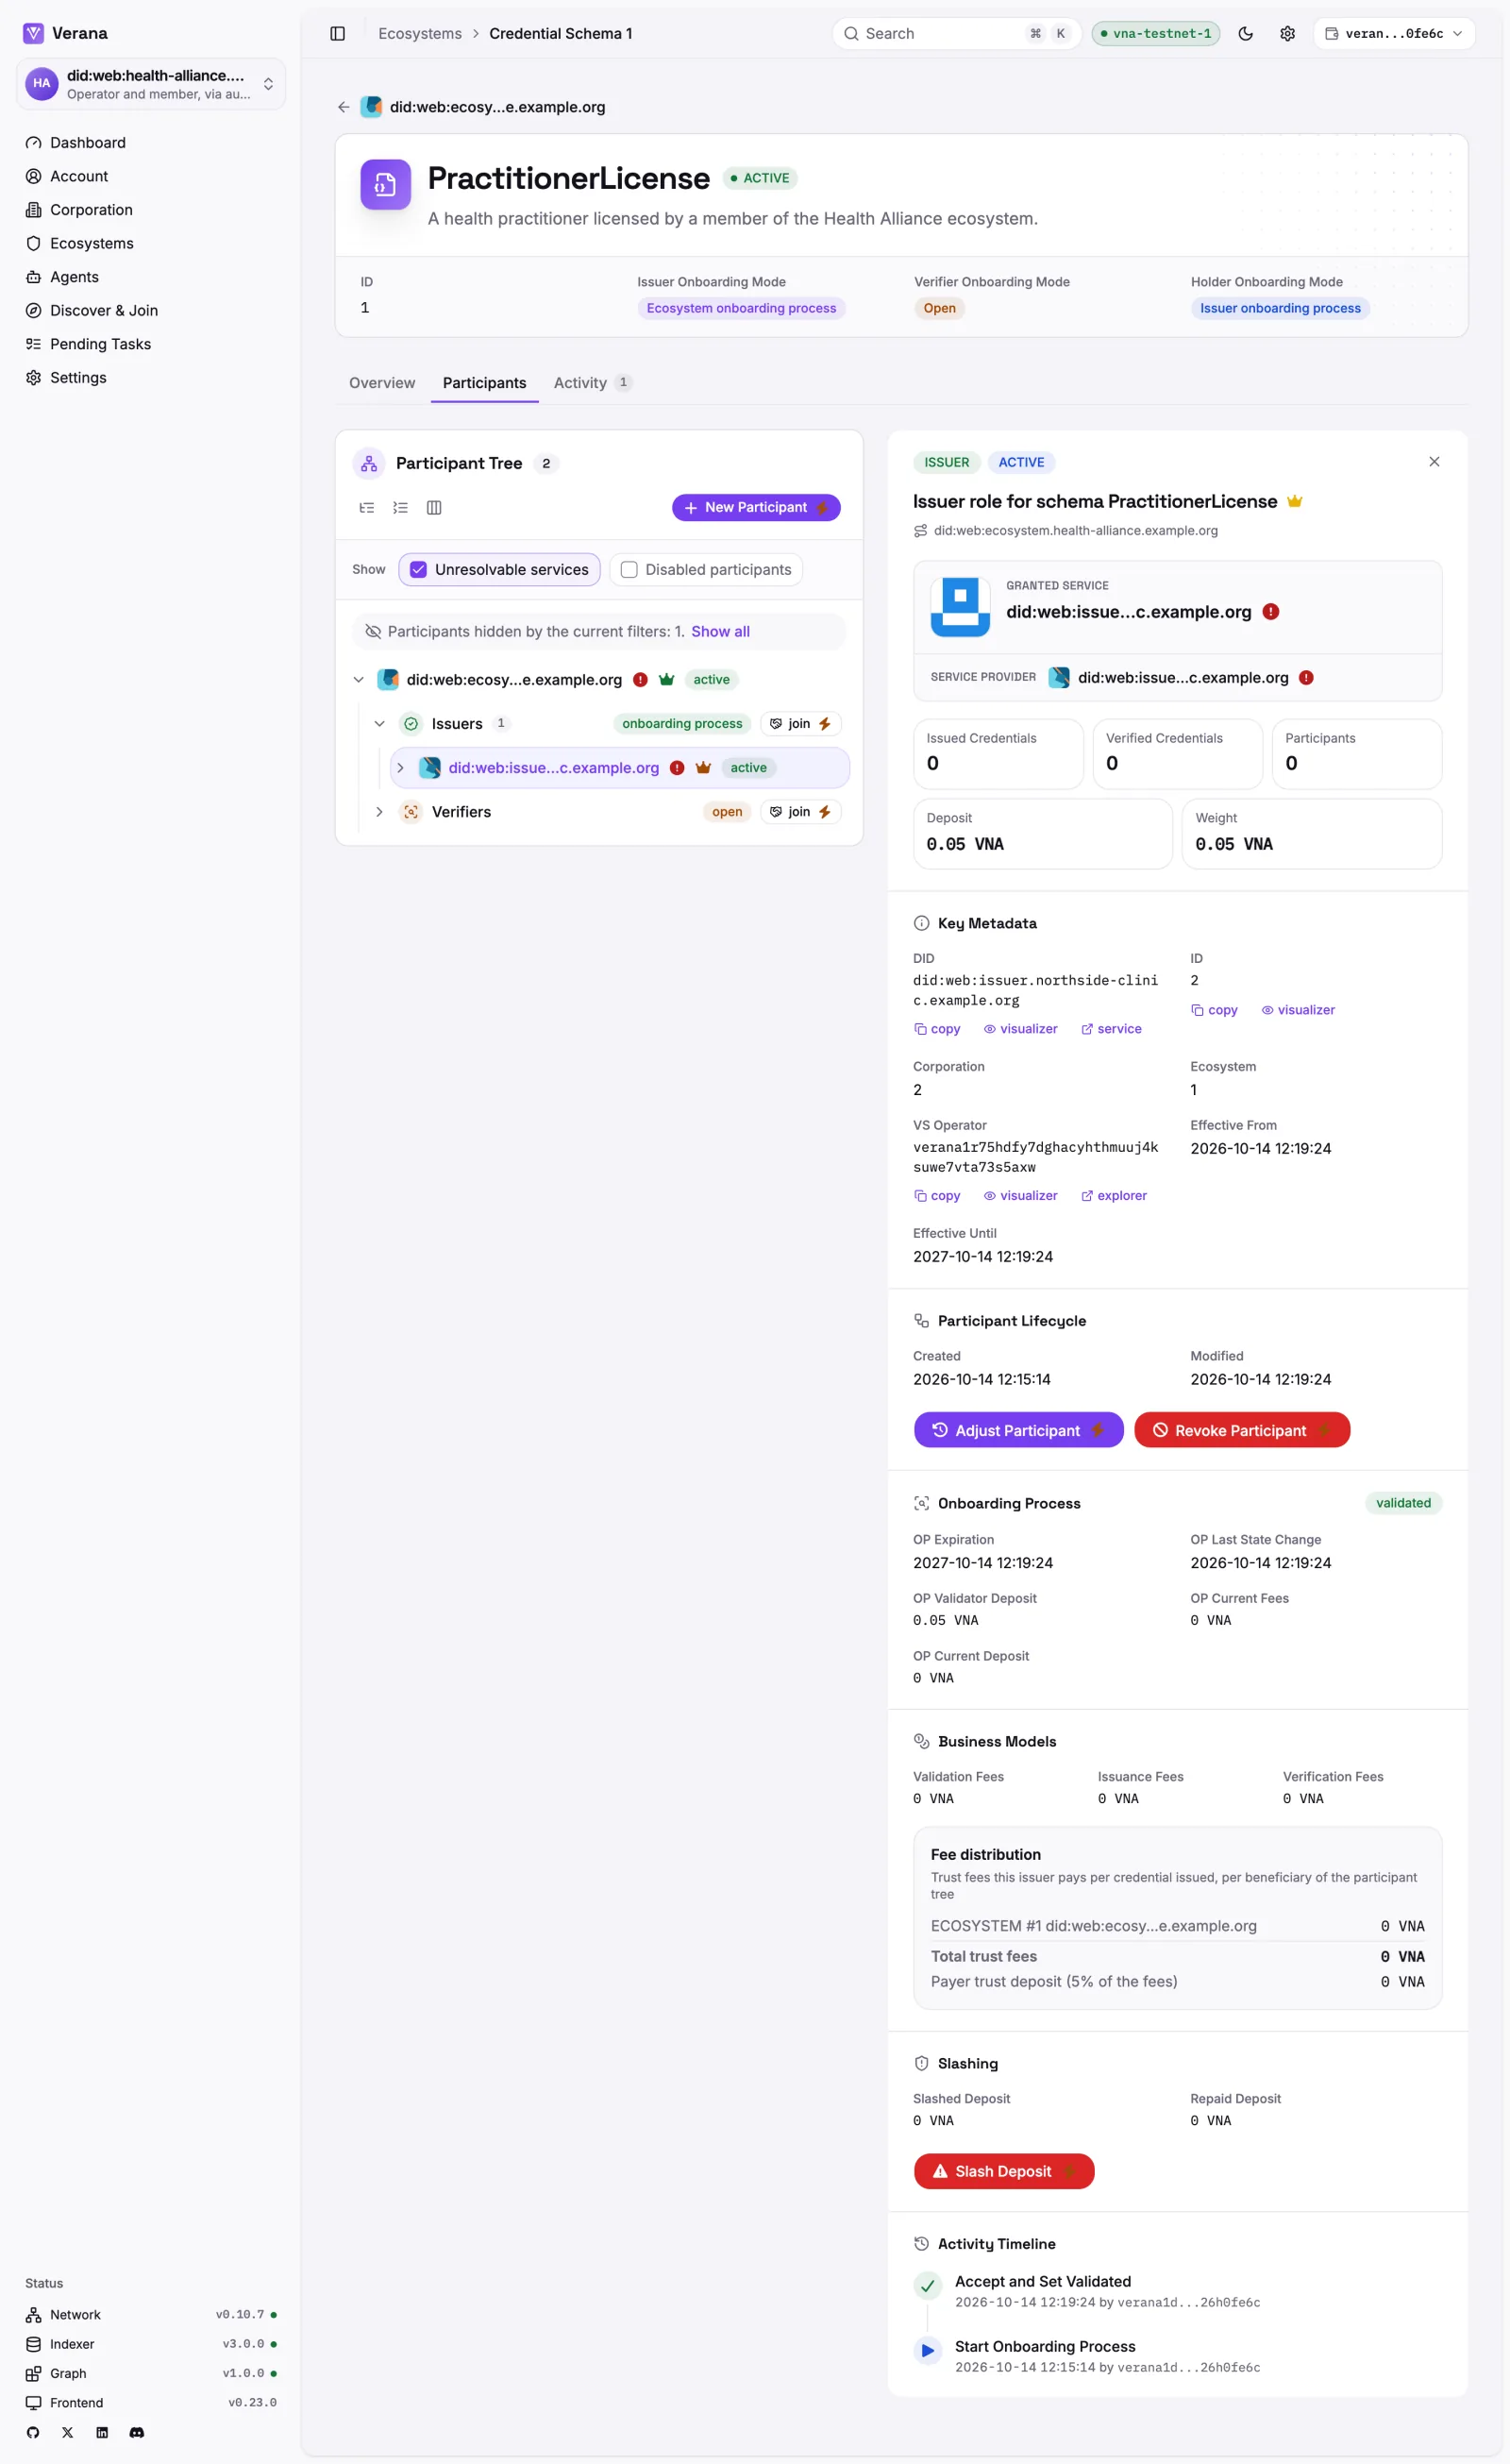 Verana
HA
did:web:health-alliance....
Operator and member, via au...
Dashboard
Account
Corporation
Ecosystems
Agents
Discover & Join
Pending Tasks
Settings
Status
Network v0.10.7
Indexer v3.0.0
Graph v1.0.0
Frontend v0.23.0
Ecosystems > Credential Schema 1
Search ⌘ K
vna-testnet-1
veran...0fe6c
did:web:ecosy...e.example.org
PractitionerLicense ACTIVE
A health practitioner licensed by a member of the Health Alliance ecosystem.
ID Issuer Onboarding Mode Verifier Onboarding Mode Holder Onboarding Mode
1 Ecosystem onboarding process Open Issuer onboarding process
Overview Participants Activity 1
Participant Tree 2
New Participant
Show Unresolvable services Disabled participants
Participants hidden by the current filters: 1. Show all
did:web:ecosy...e.example.org active
Issuers 1 onboarding process join
did:web:issue...c.example.org active
Verifiers open join
ISSUER ACTIVE
Issuer role for schema PractitionerLicense
did:web:ecosystem.health-alliance.example.org
GRANTED SERVICE
did:web:issue...c.example.org
SERVICE PROVIDER did:web:issue...c.example.org
Issued Credentials Verified Credentials Participants
0 0 0
Deposit Weight
0.05 VNA 0.05 VNA
Key Metadata
DID ID
did:web:issuer.northside-clini 2
c.example.org
copy visualizer
copy visualizer service
Corporation Ecosystem
2 1
VS Operator Effective From
verana1r75hdfy7dghacyhthmuuj4k 2026-10-14 12:19:24
suwe7vta73s5axw
copy visualizer explorer
Effective Until
2027-10-14 12:19:24
Participant Lifecycle
Created Modified
2026-10-14 12:15:14 2026-10-14 12:19:24
Adjust Participant Revoke Participant
Onboarding Process validated
OP Expiration OP Last State Change
2027-10-14 12:19:24 2026-10-14 12:19:24
OP Validator Deposit OP Current Fees
0.05 VNA 0 VNA
OP Current Deposit
0 VNA
Business Models
Validation Fees Issuance Fees Verification Fees
0 VNA 0 VNA 0 VNA
Fee distribution
Trust fees this issuer pays per credential issued, per beneficiary of the participant
tree
ECOSYSTEM #1 did:web:ecosy...e.example.org 0 VNA
Total trust fees 0 VNA
Payer trust deposit (5% of the fees) 0 VNA
Slashing
Slashed Deposit Repaid Deposit
0 VNA 0 VNA
Slash Deposit
Activity Timeline
Accept and Set Validated
2026-10-14 12:19:24 by verana1d...26h0fe6c
Start Onboarding Process
2026-10-14 12:15:14 by verana1d...26h0fe6c